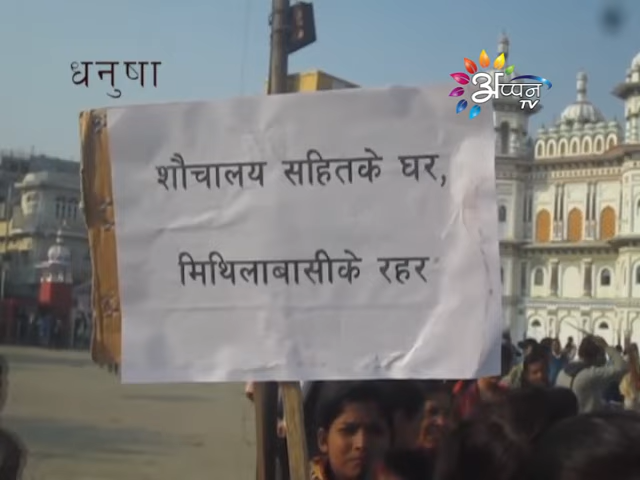 धनुषा
अप्पन
TV
शौचालय सहितके घर,
मिथिलाबासीके रहर